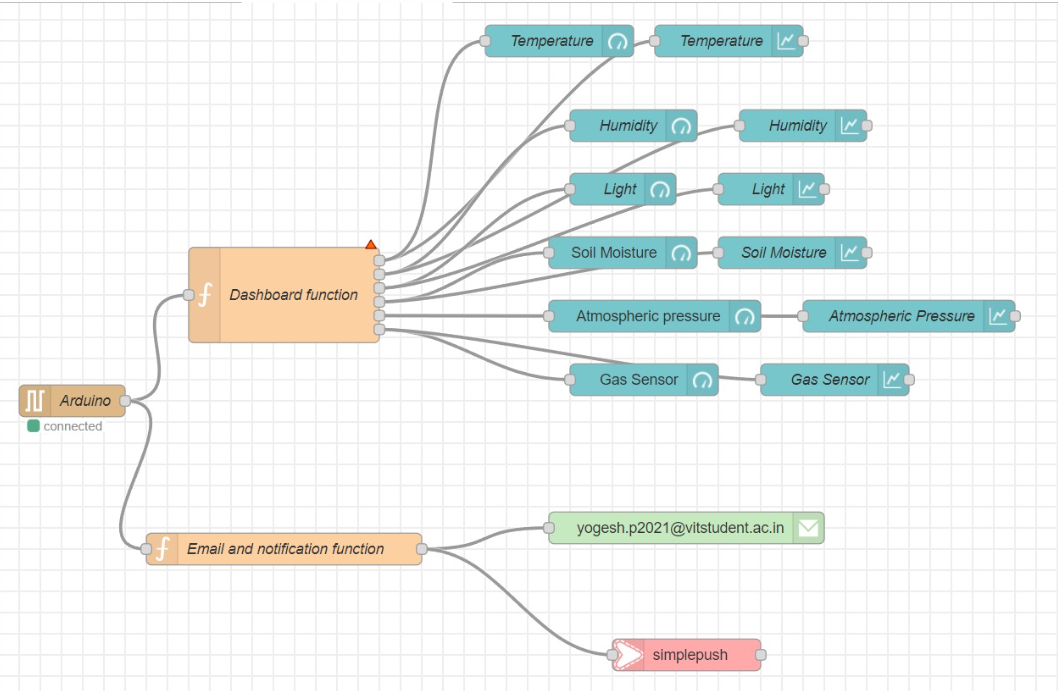 Temperature
Temperature
Humidity
Humidity
Light
Light
Soil Moisture
Soil Moisture
Dashboard function
Atmospheric pressure
Atmospheric Pressure
Gas Sensor
Gas Sensor
Arduino
connected
yogesh.p2021@vitstudent.ac.in
Email and notification function
simplepush